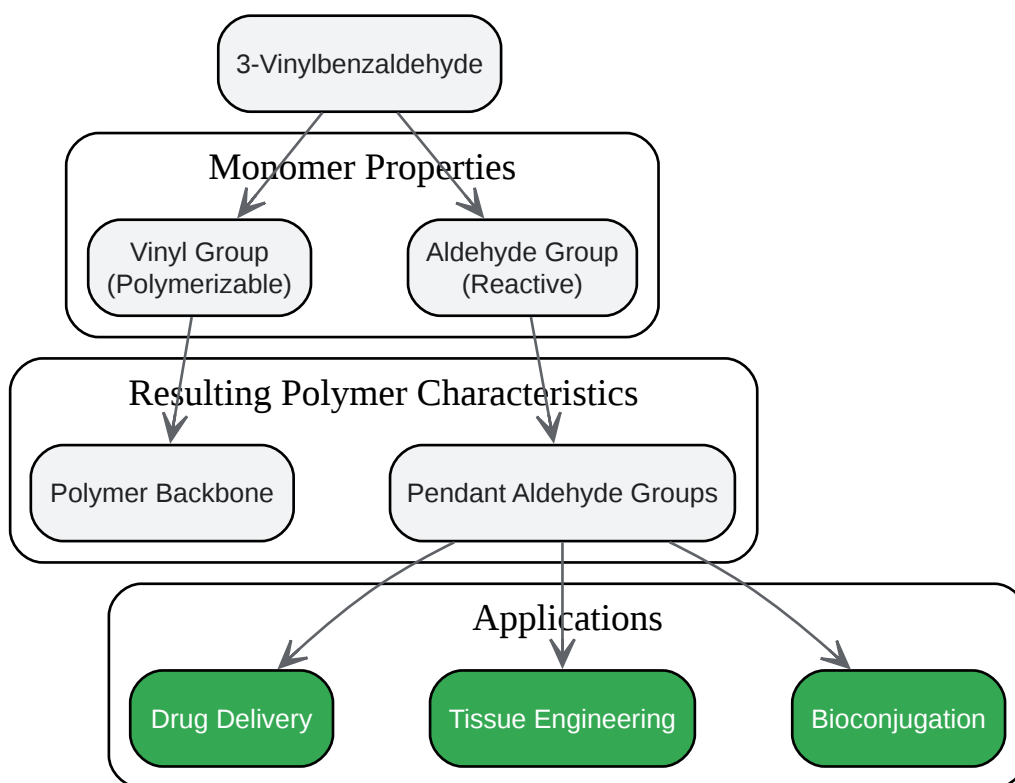 3-Vinylbenzaldehyde
Monomer Properties
Vinyl Group
(Polymerizable)
Aldehyde Group
(Reactive)
Resulting Polymer Characteristics
Polymer Backbone
Pendant Aldehyde Groups
Applications
Drug Delivery
Tissue Engineering
Bioconjugation